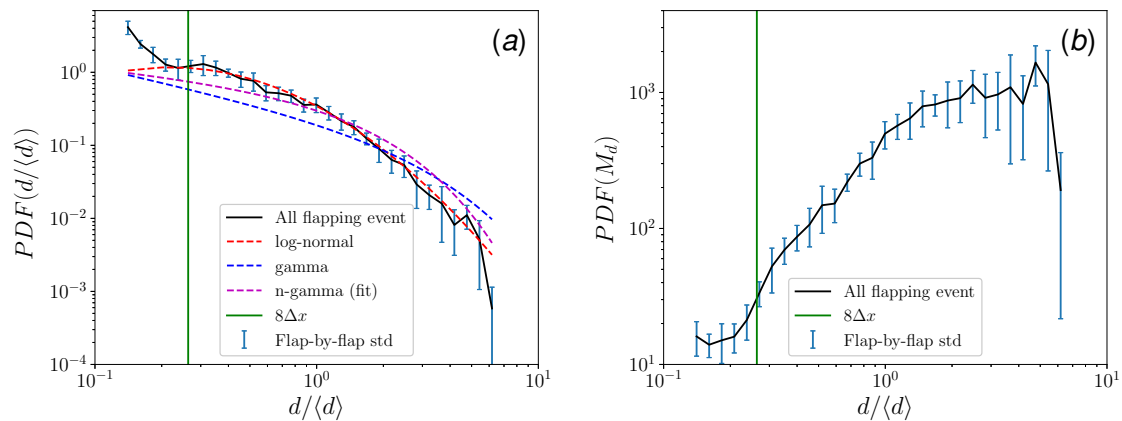 (a)
PDF(d/⟨d⟩)
10^0
10^−1
10^−2
10^−3
10^−4
All flapping event
log-normal
gamma
n-gamma (fit)
8Δx
Flap-by-flap std
10^−1
10^0
10^1
d/⟨d⟩
(b)
PDF(M_d)
10^3
10^2
10^1
All flapping event
8Δx
Flap-by-flap std
10^−1
10^0
10^1
d/⟨d⟩